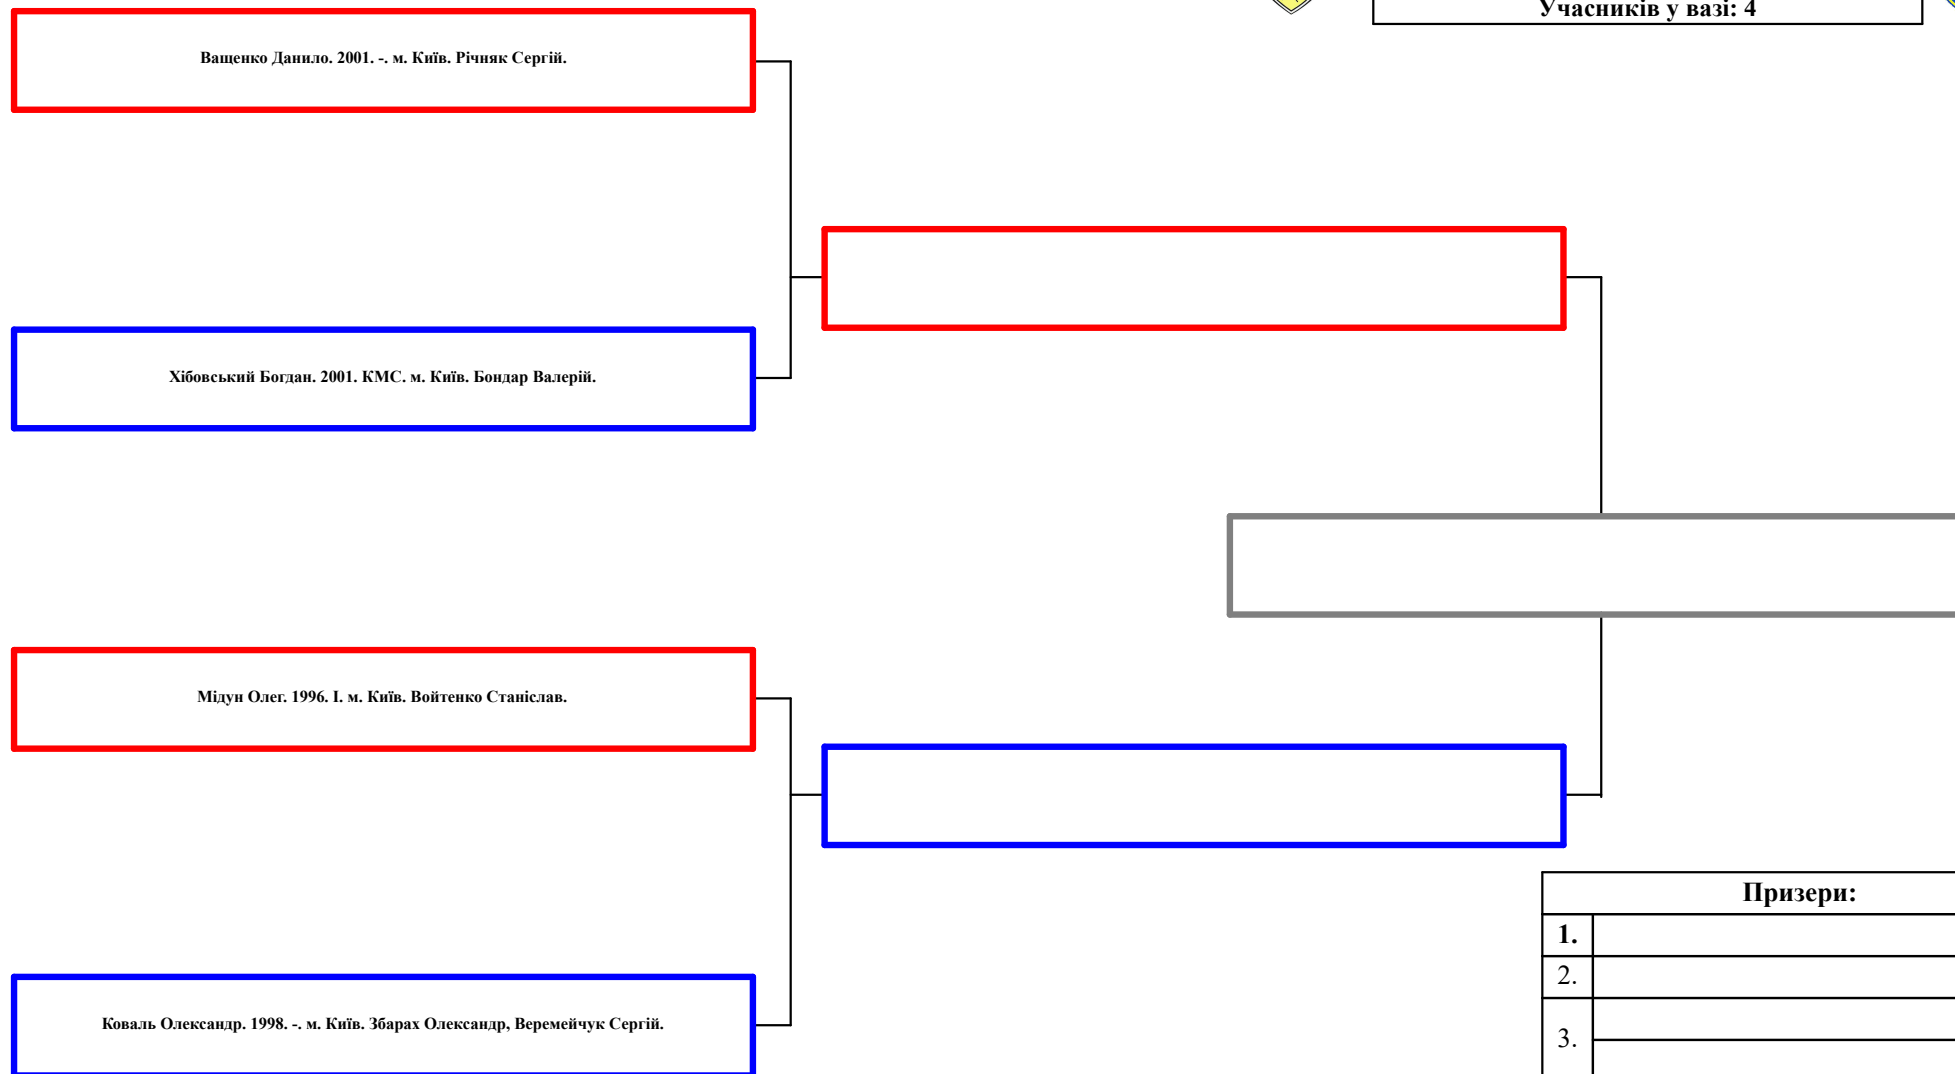 Учасників у вазі: 4
Ващенко Данило. 2001. -. м. Київ. Річняк Сергій.
Хібовський Богдан. 2001. КМС. м. Київ. Бондар Валерій.
Мідун Олег. 1996. І. м. Київ. Войтенко Станіслав.
Коваль Олександр. 1998. -. м. Київ. Збарах Олександр, Веремейчук Сергій.
Призери:
1.
2.
3.